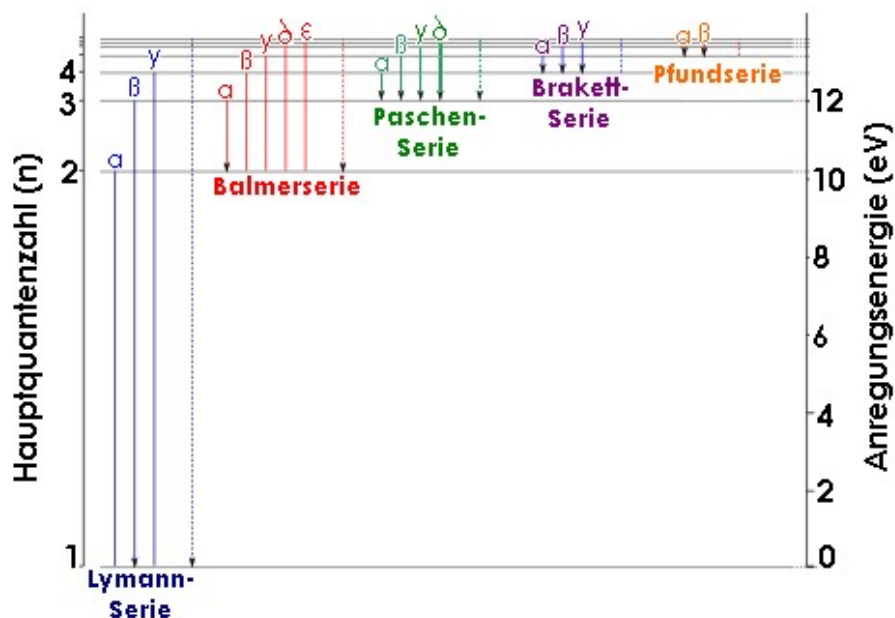 Hauptquantenzahl (n)
4
3
2
1
α
β
γ
Lymann-
Serie
α
β
γ
δ
ε
Balmerserie
α
β
γ
δ
Paschen-
Serie
α
β
γ
Brakett-
Serie
α
β
Pfundserie
12
10
8
6
4
2
0
Anregungsenergie (eV)